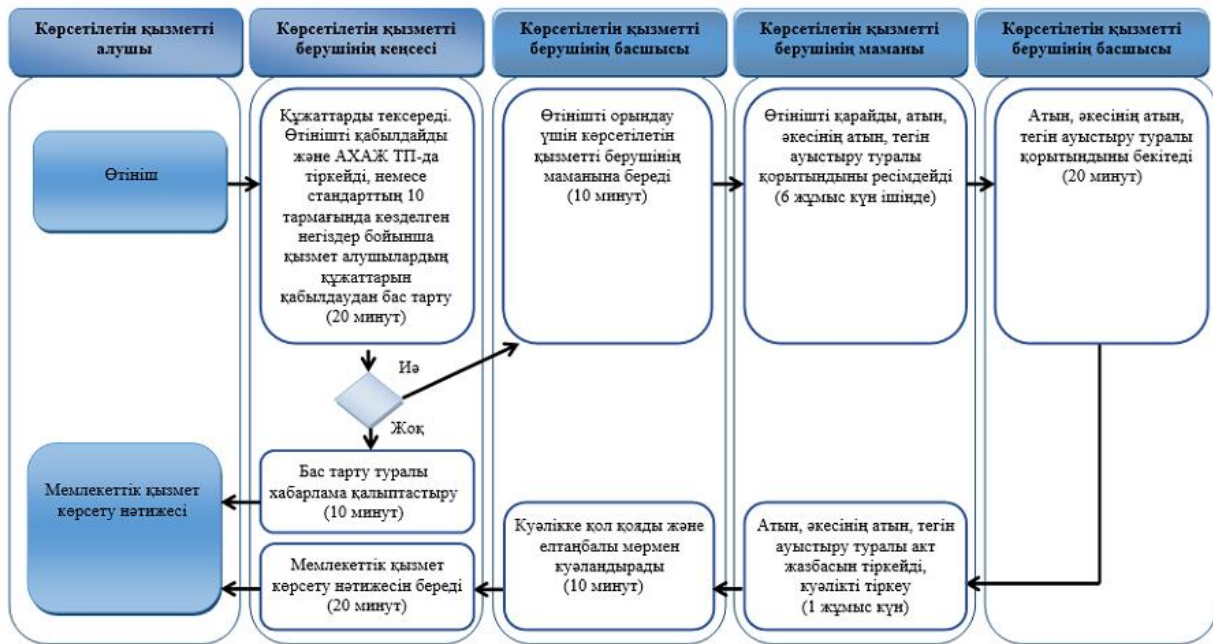 Көрсетілетін қызметті
алушы
Көрсетілетін қызметті
берушінің кеңсесі
Көрсетілетін қызметті
берушінің басшысы
Көрсетілетін қызметті
берушінің маманы
Көрсетілетін қызметті
берушінің басшысы
Өтініш
Құжаттарды тексереді.
Өтінішті қабылдайды
және АХАЖ ТП-да
тіркейді, немесе
стандарттың 10
тармағында көзделген
негіздер бойынша
қызмет алушылардың
құжаттарын
қабылдаудан бас тарту
(20 минут)
Өтінішті орындау
үшін көрсетілетін
қызметті берушінің
маманына береді
(10 минут)
Өтінішті қарайды, атын,
әкесінің атын, тегін
ауыстыру туралы
қорытындыны ресімдейді
(6 жұмыс күн ішінде)
Атын, әкесінің атын,
тегін ауыстыру туралы
қорытындыны бекітеді
(20 минут)
Иә
Жоқ
Мемлекеттік қызмет
көрсету нәтижесі
Бас тарту туралы
хабарлама қалыптастыру
(10 минут)
Мемлекеттік қызмет
көрсету нәтижесін береді
(20 минут)
Куәлікке қол қояды және
елтаңбалы мөрмен
куәландырады
(10 минут)
Атын, әкесінің атын, тегін
ауыстыру туралы акт
жазбасын тіркейді,
куәлікті тіркеу
(1 жұмыс күн)